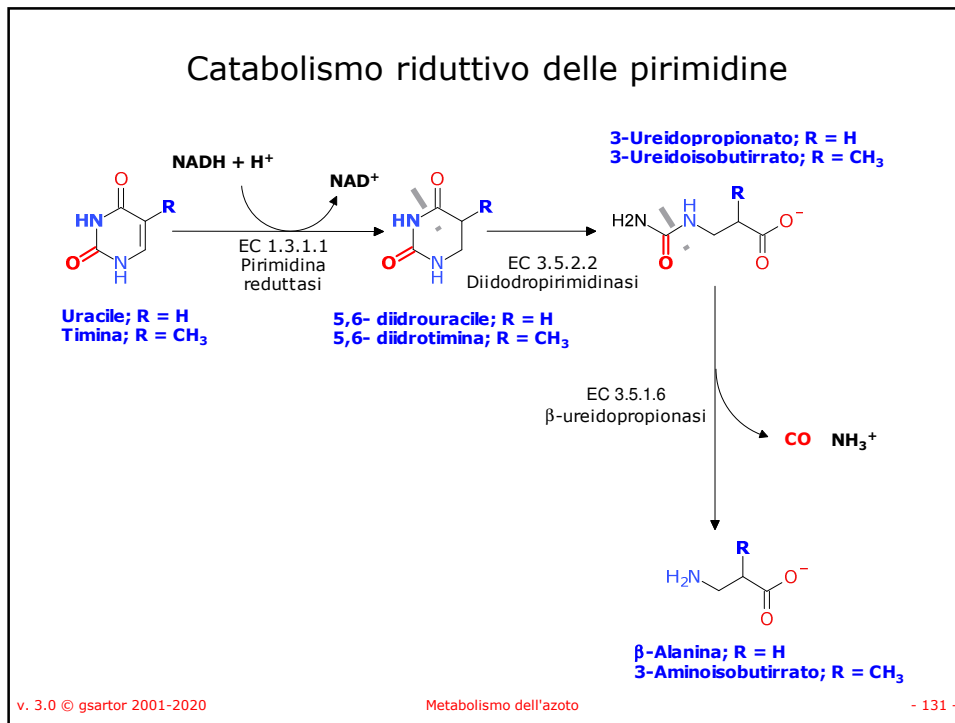 Catabolismo riduttivo delle pirimidine
3-Ureidopropionato; R = H
3-Ureidoisobutirrato; R = CH₃
NADH + H⁺
NAD⁺
O
HN
R
O
N
H
EC 1.3.1.1
Pirimidina
reduttasi
O
HN
R
O
N
H
EC 3.5.2.2
Diidodropirimidinasi
H2N
O
H
N
R
O⁻
O
Uracile; R = H
Timina; R = CH₃
5,6- diidrouracile; R = H
5,6- diidrotimina; R = CH₃
EC 3.5.1.6
β-ureidopropionasi
CO NH₃⁺
H₂N
R
O⁻
O
β-Alanina; R = H
3-Aminoisobutirrato; R = CH₃
v. 3.0 © gsartor 2001-2020
Metabolismo dell'azoto
- 131 -